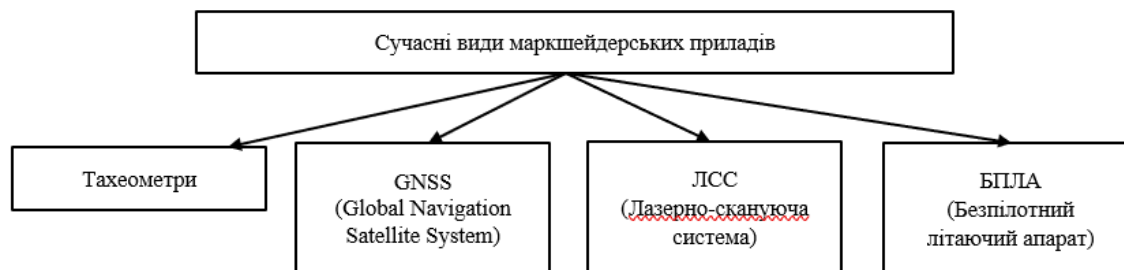 Сучасні види маркшейдерських приладів
Тахеометри
GNSS
(Global Navigation
Satellite System)
ЛСС
(Лазерно-скануюча
система)
БПЛА
(Безпілотний
літаючий апарат)